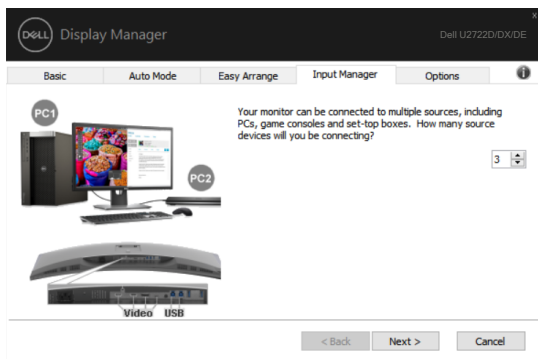 DELL Display Manager
Dell U2722D/DX/DE
x
Basic Auto Mode Easy Arrange Input Manager Options i
PC1
PC2
Video USB
Your monitor can be connected to multiple sources, including
PCs, game consoles and set-top boxes. How many source
devices will you be connecting?
3
< Back Next > Cancel